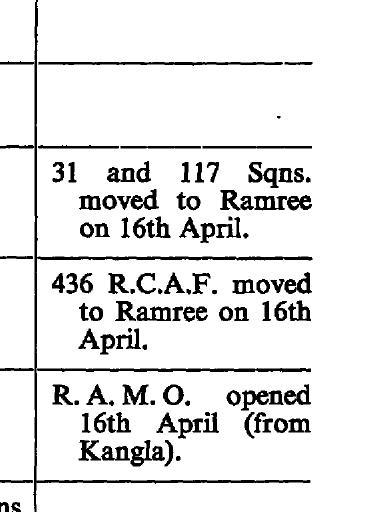 31 and 117 Sqns.
moved to Ramree
on 16th April.
436 R.C.A.F. moved
to Ramree on 16th
April.
R. A. M. O. opened
16th April (from
Kangla).
ns